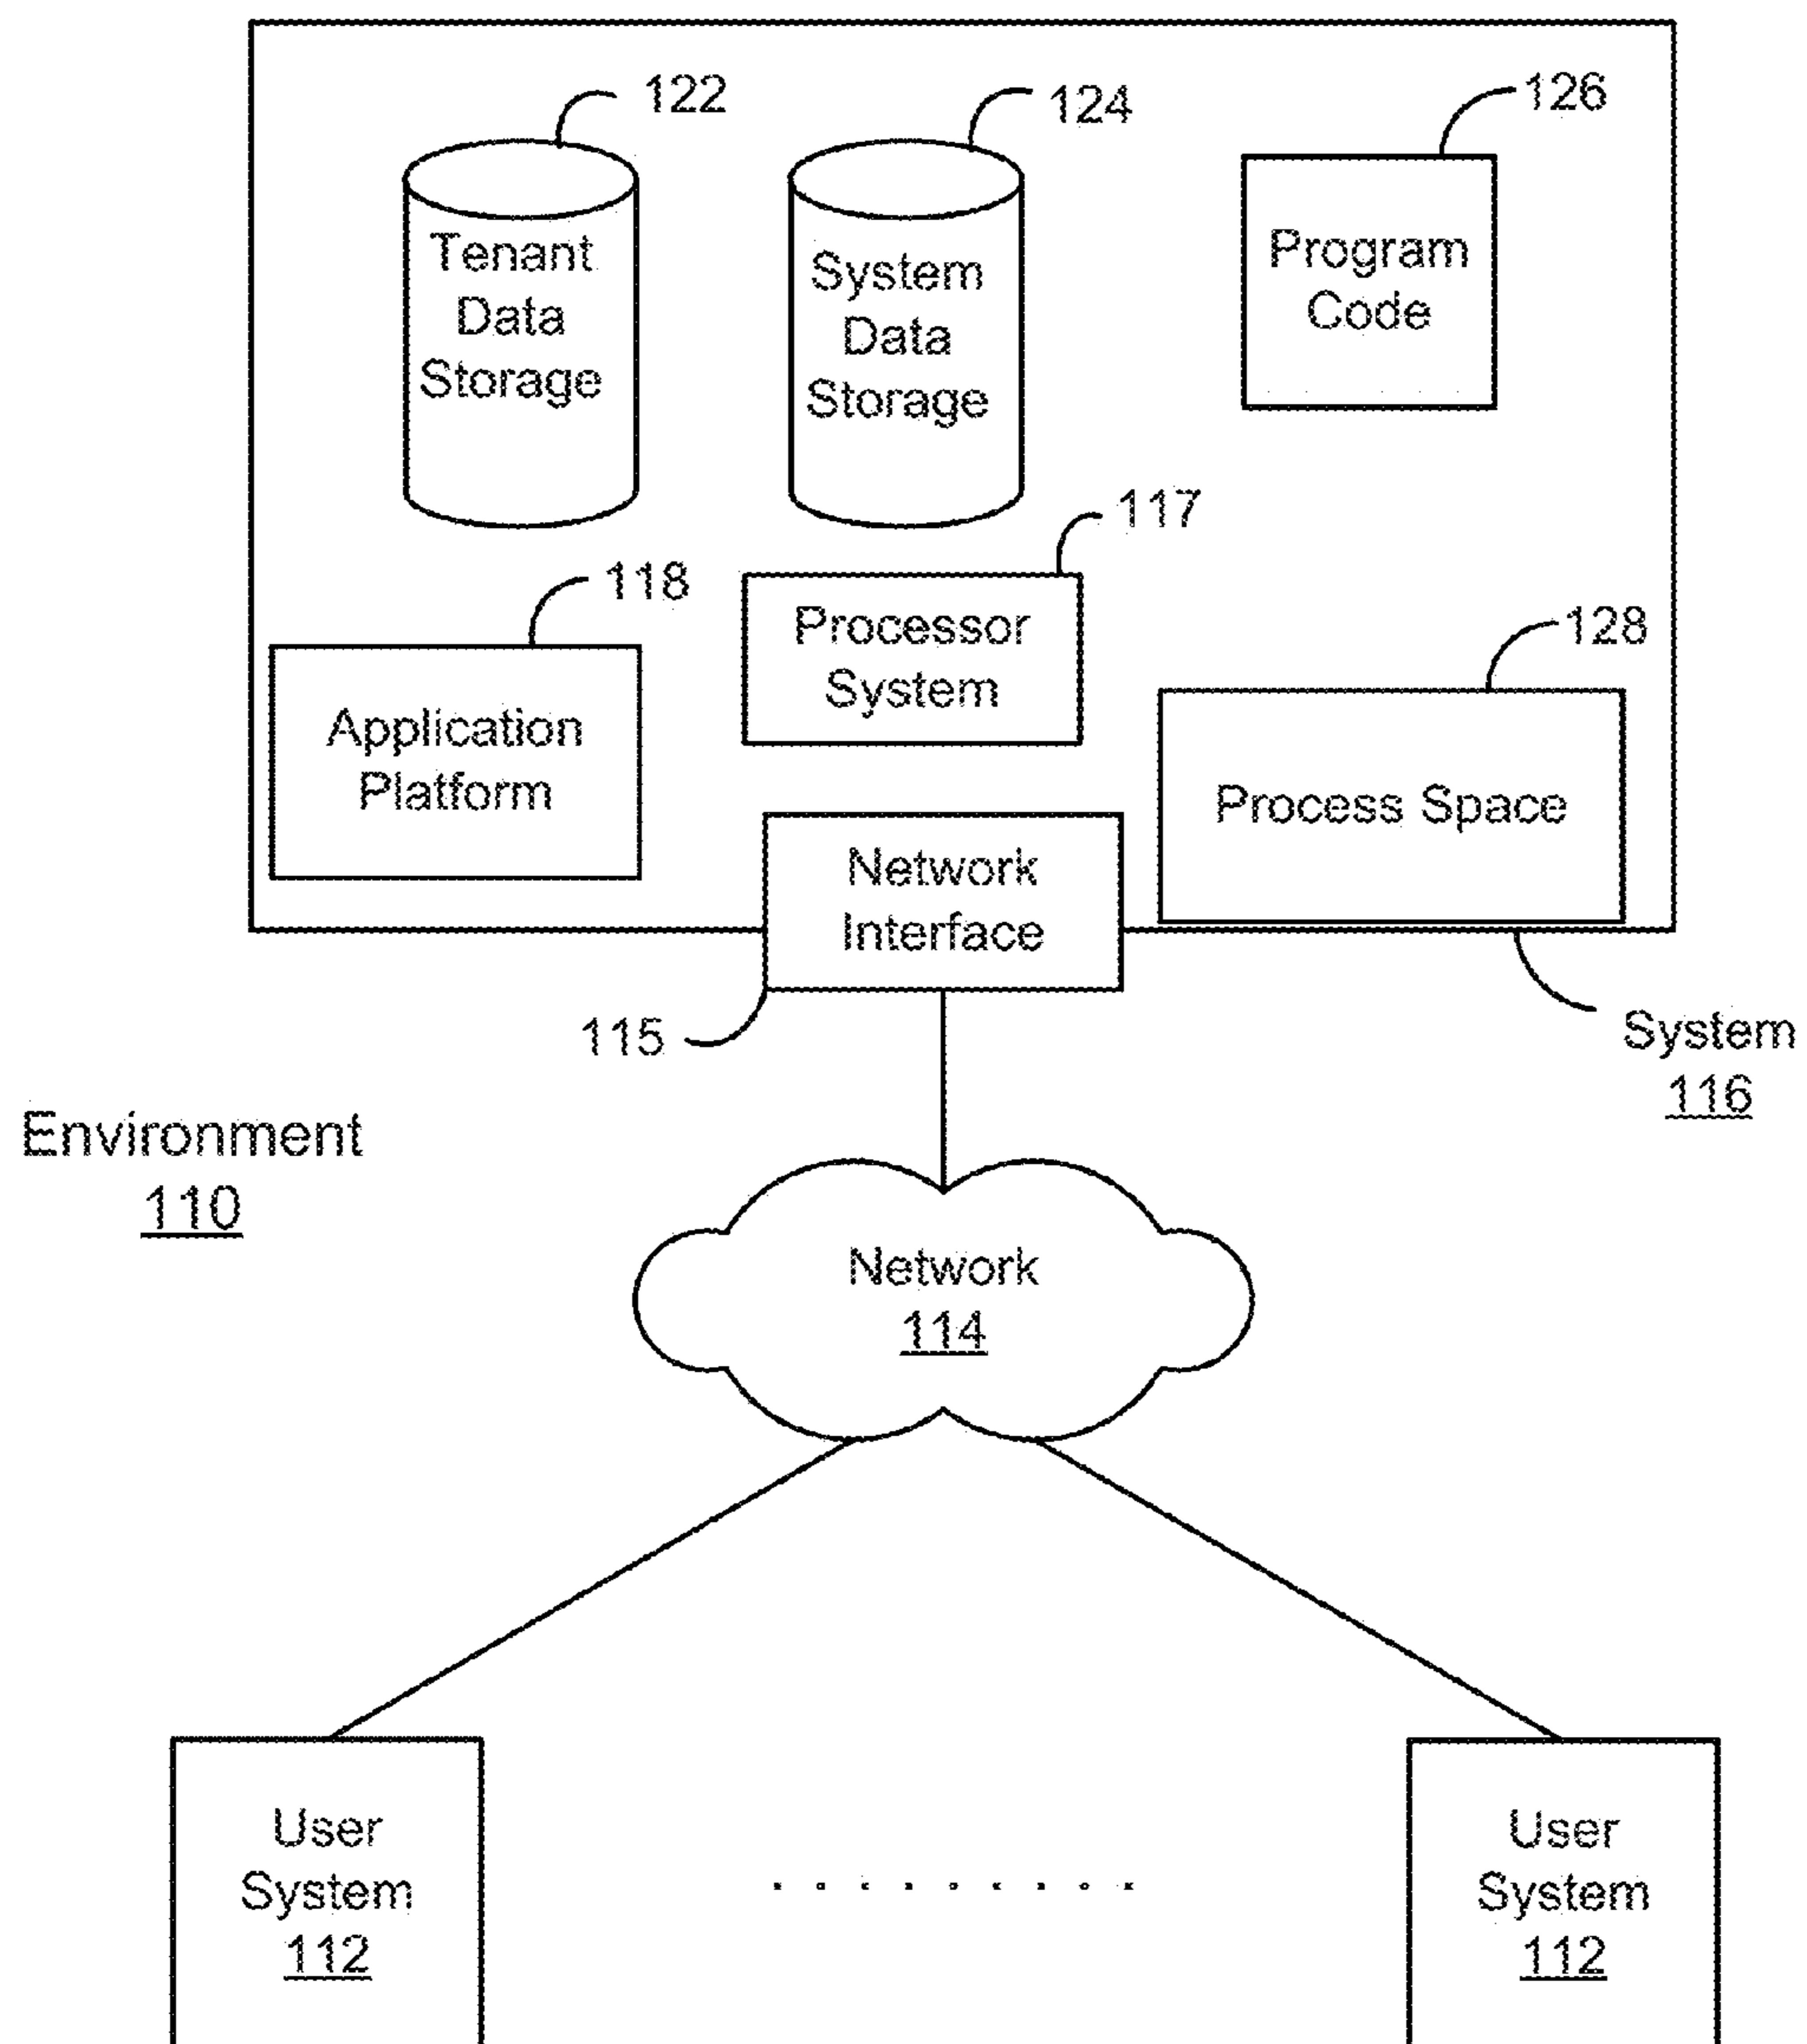 122
124
126
Tenant
Data
Storage
System
Data
Storage
Program
Code
117
118
Processor
System
128
Application
Platform
Process Space
Network
Interface
115
System
116
Environment
110
Network
114
User
System
112
User
System
112